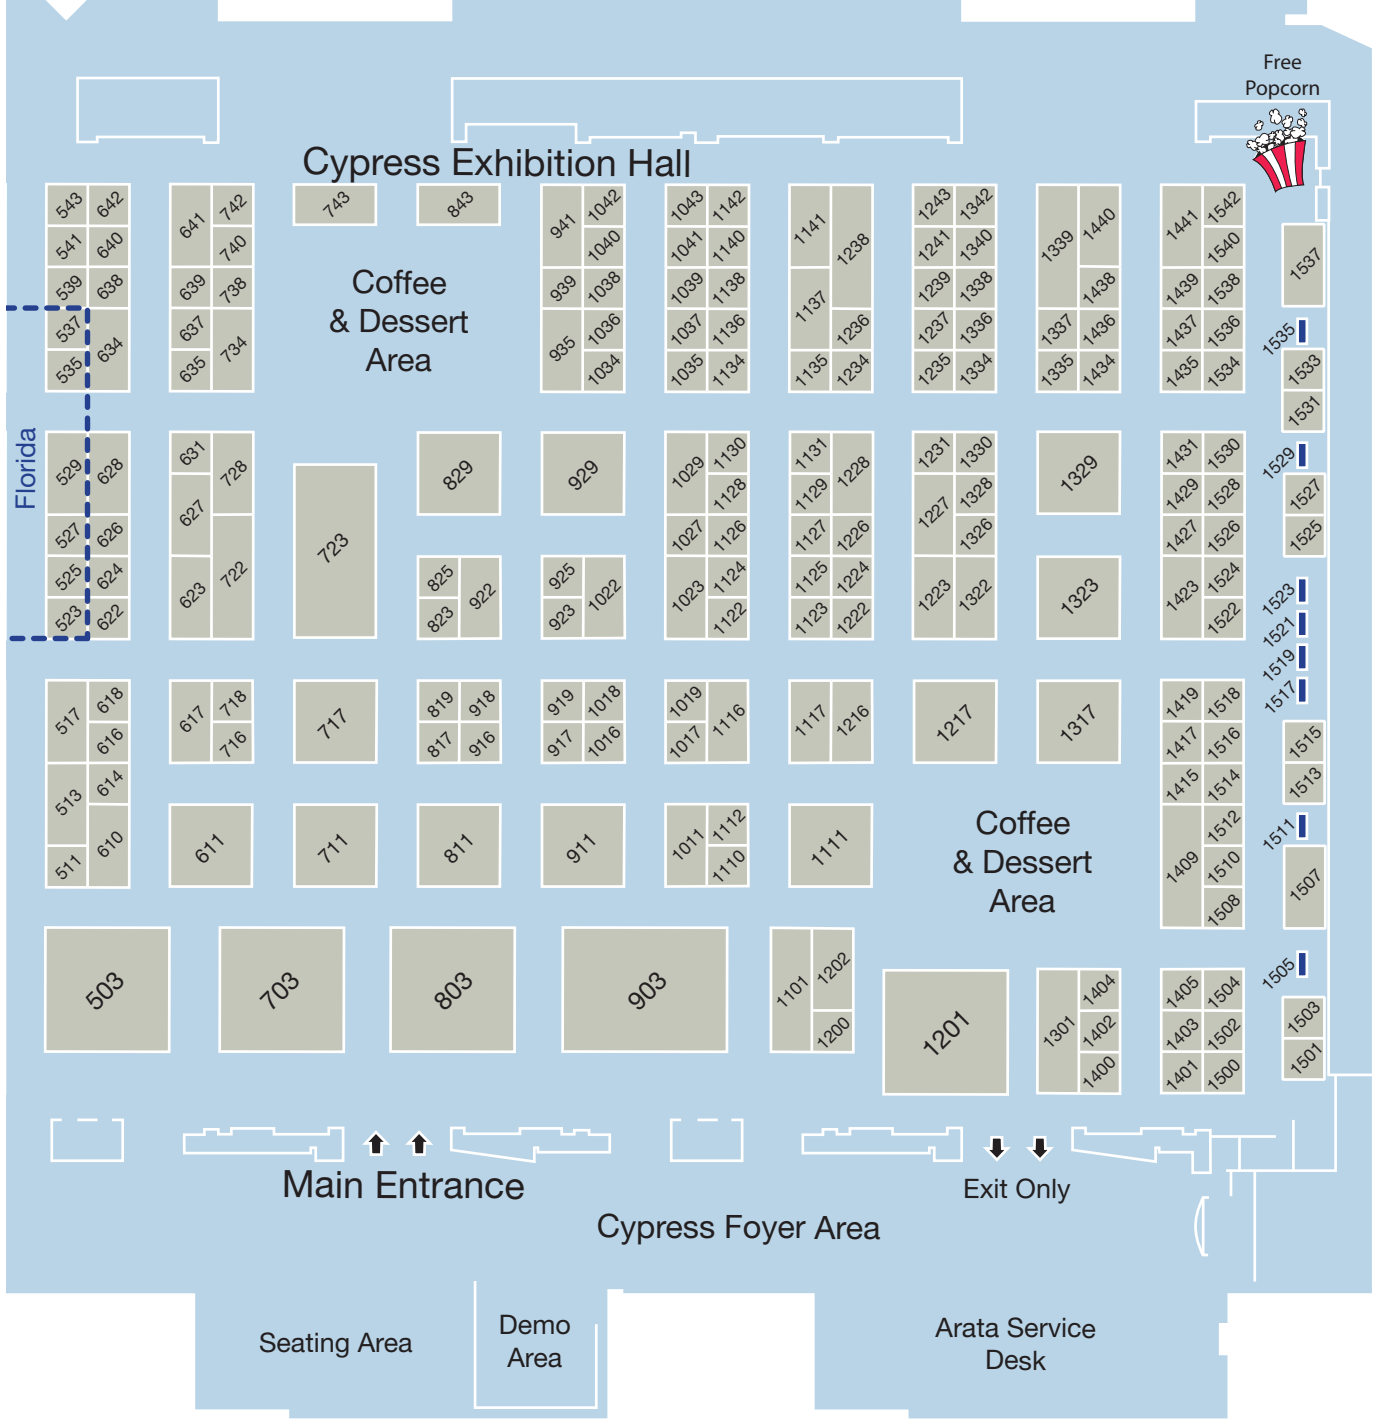 Free
Popcorn
Cypress Exhibition Hall
543 642 641 742 743 843 941 1042 1043 1142 1141 1238 1243 1342 1339 1440 1441 1542
541 640 740 1040 1041 1140 1241 1340 1540 1537
Coffee
& Dessert
Area
539 638 639 738 939 1038 1039 1138 1137 1239 1338 1438 1439 1538
537 634 637 734 935 1036 1037 1136 1236 1237 1336 1337 1436 1437 1536 1535
535 635 1034 1035 1134 1135 1234 1235 1334 1335 1434 1435 1534 1533
1531
Florida
529 628 631 728 723 829 929 1029 1130 1131 1228 1231 1330 1329 1431 1530 1529
627 1128 1129 1227 1328 1429 1528 1527
527 626 722 1027 1126 1127 1226 1326 1427 1526 1525
525 624 623 825 922 925 1022 1023 1124 1125 1224 1223 1322 1323 1423 1524 1523
523 622 823 923 1122 1123 1222 1522 1521
1519
517 618 617 718 717 819 918 919 1018 1019 1116 1117 1216 1217 1317 1419 1518 1517
616 716 817 916 917 1016 1017 1417 1516 1515
513 614 1415 1514 1513
Coffee
& Dessert
Area
610 611 711 811 911 1011 1112 1111 1409 1512 1511
511 1110 1510 1507
1508
503 703 803 903 1101 1202 1201 1301 1404 1405 1504 1505
1200 1402 1403 1502 1503
1400 1401 1500 1501
Main Entrance
Exit Only
Cypress Foyer Area
Seating Area
Demo
Area
Arata Service
Desk